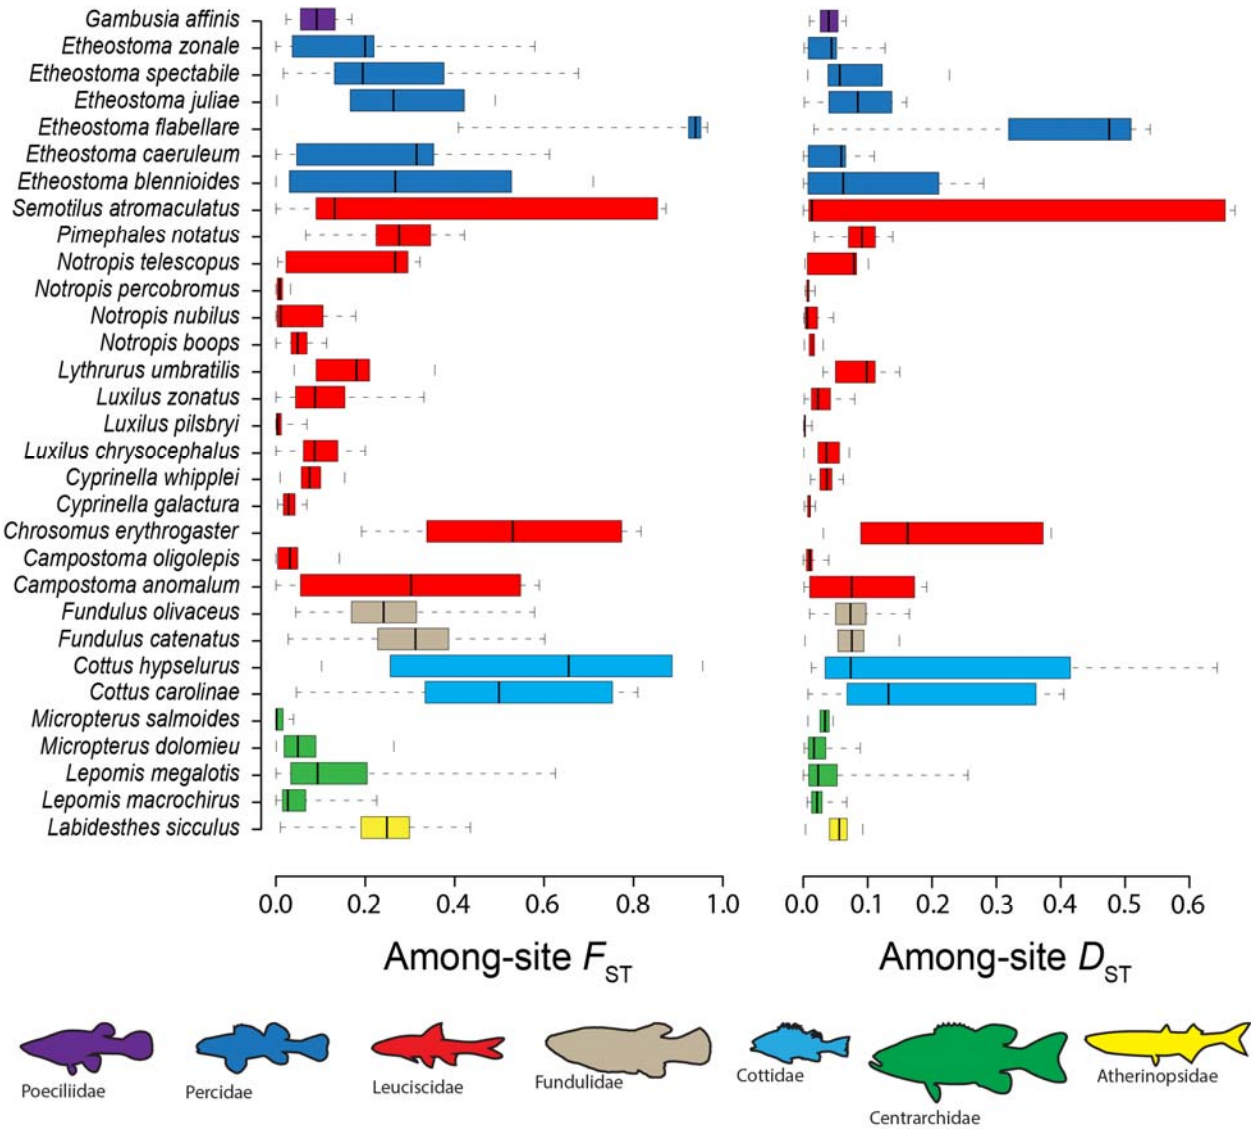 Gambusia affinis
Etheostoma zonale
Etheostoma spectabile
Etheostoma juliae
Etheostoma flabellare
Etheostoma caeruleum
Etheostoma blennioides
Semotilus atromaculatus
Pimephales notatus
Notropis telescopus
Notropis percobromus
Notropis nubilus
Notropis boops
Lythrurus umbratilis
Luxilus zonatus
Luxilus pilsbryi
Luxilus chrysocephalus
Cyprinella whipplei
Cyprinella galactura
Chrosomus erythrogaster
Campostoma oligolepis
Campostoma anomalum
Fundulus olivaceus
Fundulus catenatus
Cottus hypselurus
Cottus carolinae
Micropterus salmoides
Micropterus dolomieu
Lepomis megalotis
Lepomis macrochirus
Labidesthes sicculus
0.0 0.2 0.4 0.6 0.8 1.0
Among-site FST
0.0 0.1 0.2 0.3 0.4 0.5 0.6
Among-site DST
Poeciliidae
Percidae
Leuciscidae
Fundulidae
Cottidae
Centrarchidae
Atherinopsidae